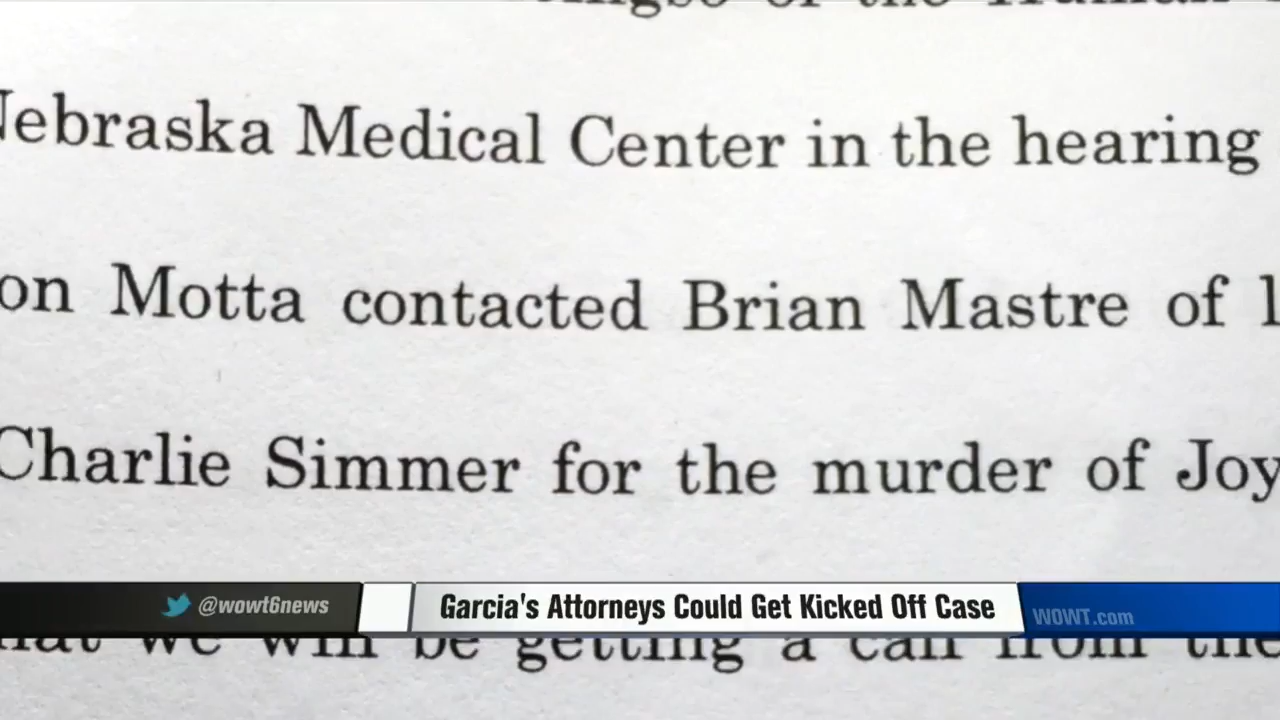 Nebraska Medical Center in the hearing
on Motta contacted Brian Mastre of
Charlie Simmer for the murder of Joy
@wowt6news
Garcia's Attorneys Could Get Kicked Off Case
WOWT.com
we will be getting a call from the